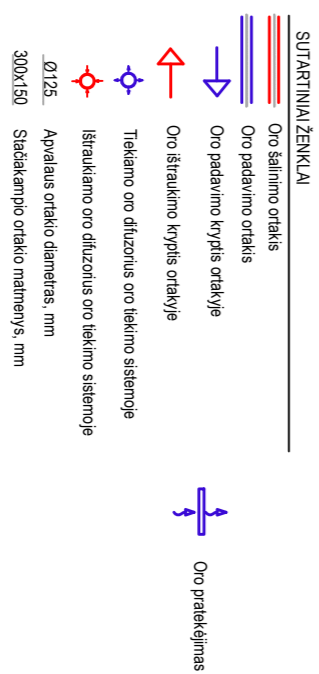 SUTARTINIAI ŽENKLAI
Oro šalinimo ortakis
Oro padavimo ortakis
Oro padavimo kryptis ortakyje
Oro ištraukimo kryptis ortakyje
Tiekiamo oro difuzorius oro tiekimo sistemoje
Ištraukiamo oro difuzorius oro tiekimo sistemoje
Ø125 Apvalaus ortakio diametras, mm
300x150 Stačiakampio ortakio matmenys, mm
Oro pratekėjimas